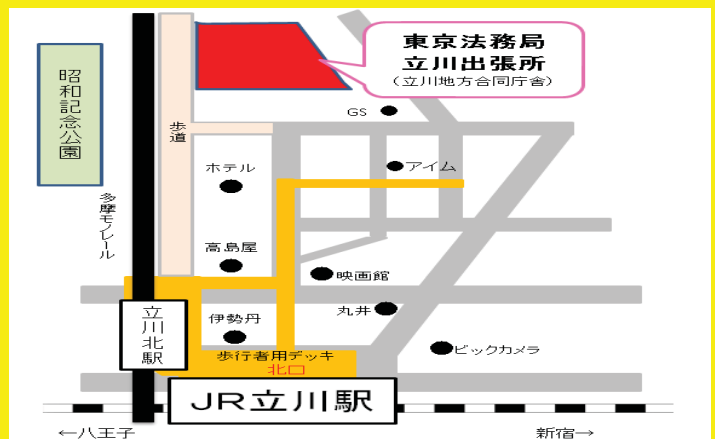 東京法務局
立川出張所
（立川地方合同庁舎）
昭和記念公園
GS
歩道
アイム
ホテル
多摩モノレール
高島屋
映画館
立川北駅
伊勢丹
丸井
ビックカメラ
歩行者用デッキ
北口
JR立川駅
←八王子
新宿→